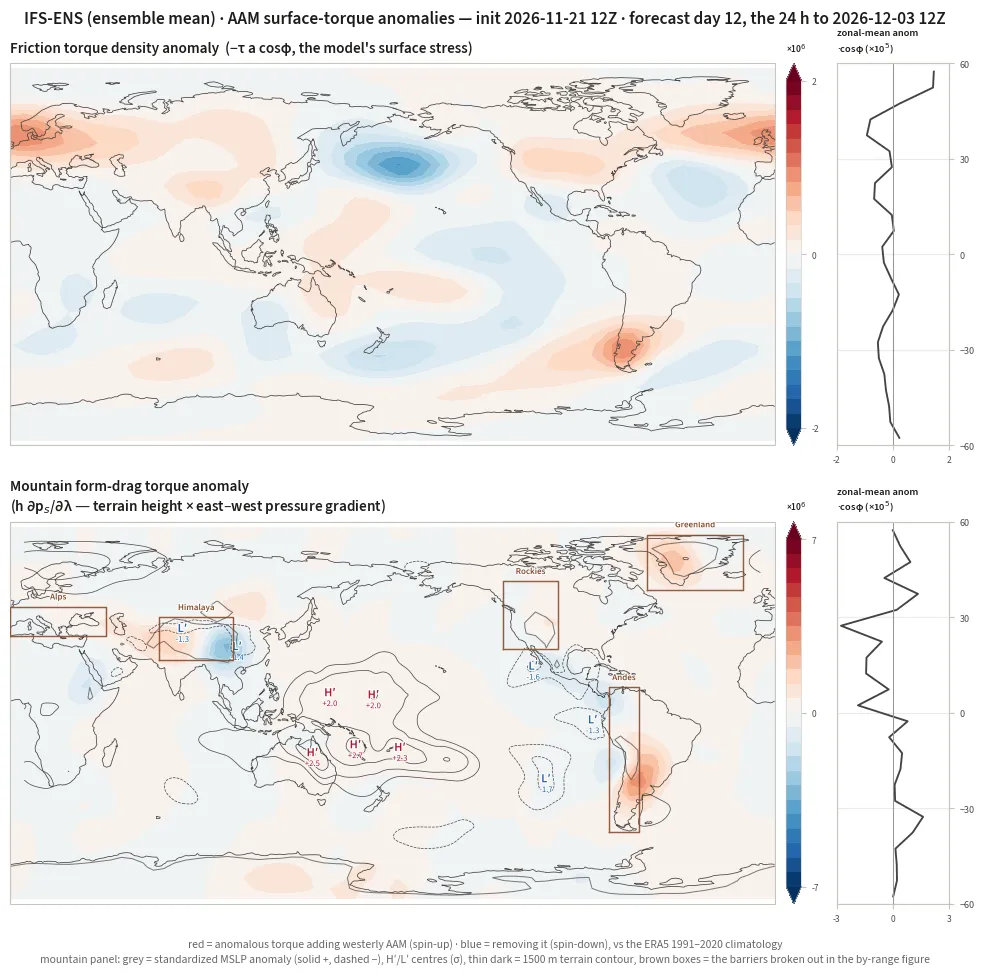 IFS-ENS (ensemble mean) · AAM surface-torque anomalies — init 2026-11-21 12Z · forecast day 12, the 24 h to 2026-12-03 12Z
Friction torque density anomaly (−τ a cosφ, the model's surface stress)
×10⁶
zonal-mean anom
·cosφ (×10⁵)
2
0
-2
60
30
0
−30
−60
-2
0
2
Mountain form-drag torque anomaly
(h ∂pₛ/∂λ — terrain height × east–west pressure gradient)
×10⁶
zonal-mean anom
·cosφ (×10⁵)
Greenland
Rockies
Alps
Himalaya
Andes
L′
-1.3
L′
H′
+2.0
H′
+2.0
L′
-1.6
L′
-1.3
H′
+2.5
H′
H′
+2.3
L′
-1.7
7
0
-7
60
30
0
−30
−60
-3
0
3
red = anomalous torque adding westerly AAM (spin-up) · blue = removing it (spin-down), vs the ERA5 1991–2020 climatology
mountain panel: grey = standardized MSLP anomaly (solid +, dashed −), H′/L′ centres (σ), thin dark = 1500 m terrain contour, brown boxes = the barriers broken out in the by-range figure